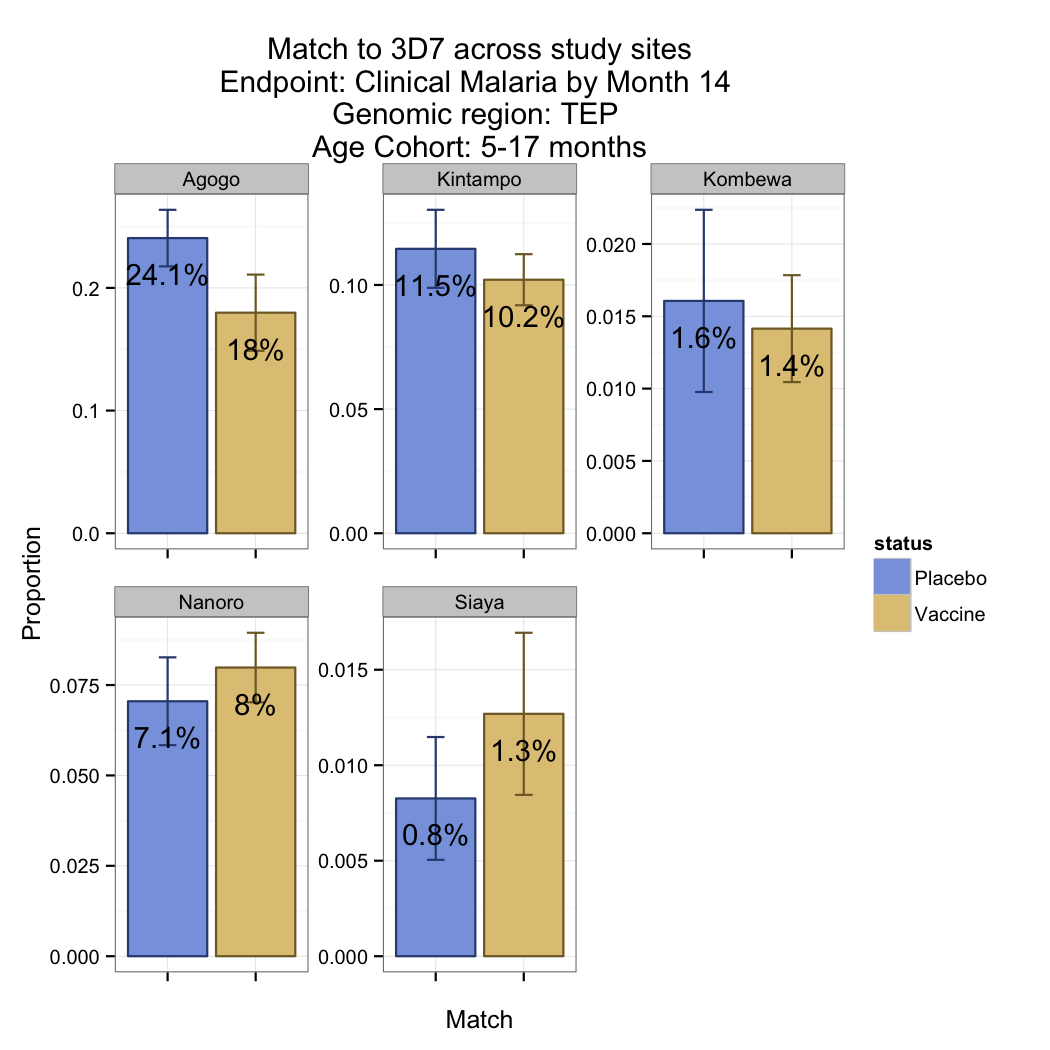 Match to 3D7 across study sites
Endpoint: Clinical Malaria by Month 14
Genomic region: TEP
Age Cohort: 5-17 months
Agogo
Kintampo
Kombewa
0.2
0.1
0.0
24.1%
18%
0.10
0.05
0.00
11.5%
10.2%
0.020
0.015
0.010
0.005
0.000
1.6%
1.4%
Proportion
status
Placebo
Vaccine
Nanoro
Siaya
0.075
0.050
0.025
0.000
7.1%
8%
0.015
0.010
0.005
0.000
0.8%
1.3%
Match